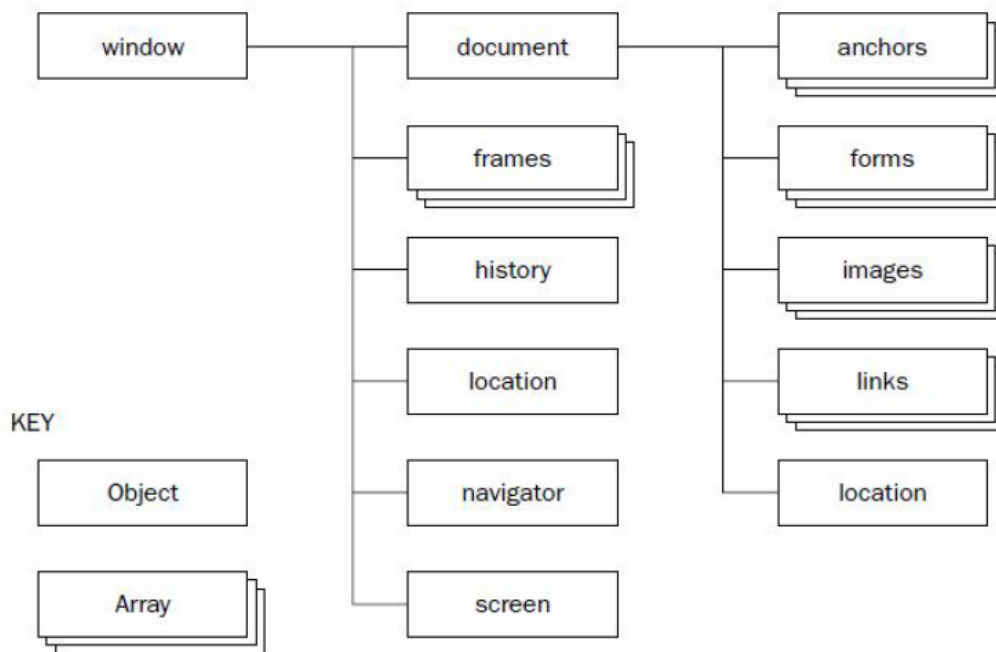 window
document
anchors
frames
forms
history
images
location
links
KEY
Object
navigator
location
Array
screen